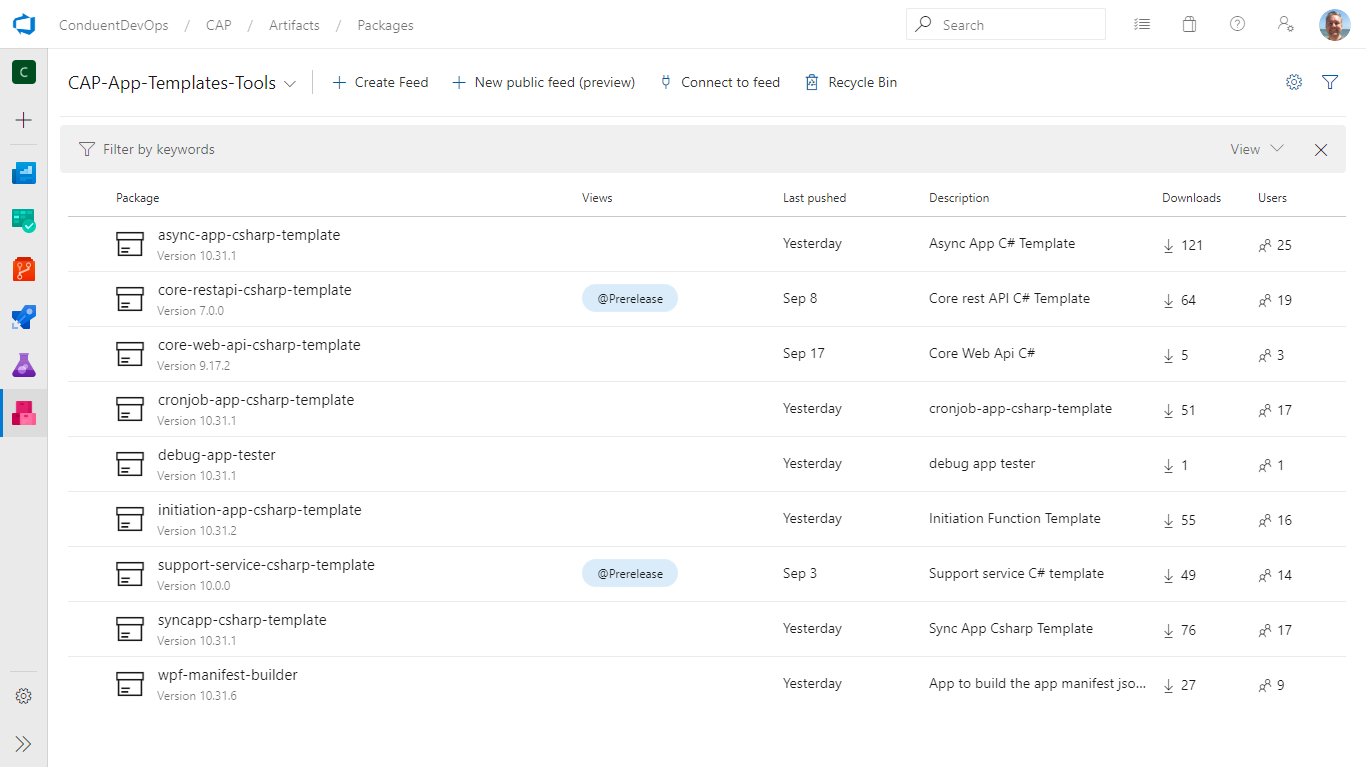 ConduentDevOps / CAP / Artifacts / Packages Search
C
CAP-App-Templates-Tools Create Feed New public feed (preview) Connect to feed Recycle Bin
Filter by keywords View
Package Views Last pushed Description Downloads Users
async-app-csharp-template
Version 10.31.1 Yesterday Async App C# Template 121 25
core-restapi-csharp-template
Version 7.0.0 @Prerelease Sep 8 Core rest API C# Template 64 19
core-web-api-csharp-template
Version 9.17.2 Sep 17 Core Web Api C# 5 3
cronjob-app-csharp-template
Version 10.31.1 Yesterday cronjob-app-csharp-template 51 17
debug-app-tester
Version 10.31.1 Yesterday debug app tester 1 1
initiation-app-csharp-template
Version 10.31.2 Yesterday Initiation Function Template 55 16
support-service-csharp-template
Version 10.0.0 @Prerelease Sep 3 Support service C# template 49 14
syncapp-csharp-template
Version 10.31.1 Yesterday Sync App Csharp Template 76 17
wpf-manifest-builder
Version 10.31.6 Yesterday App to build the app manifest jso... 27 9